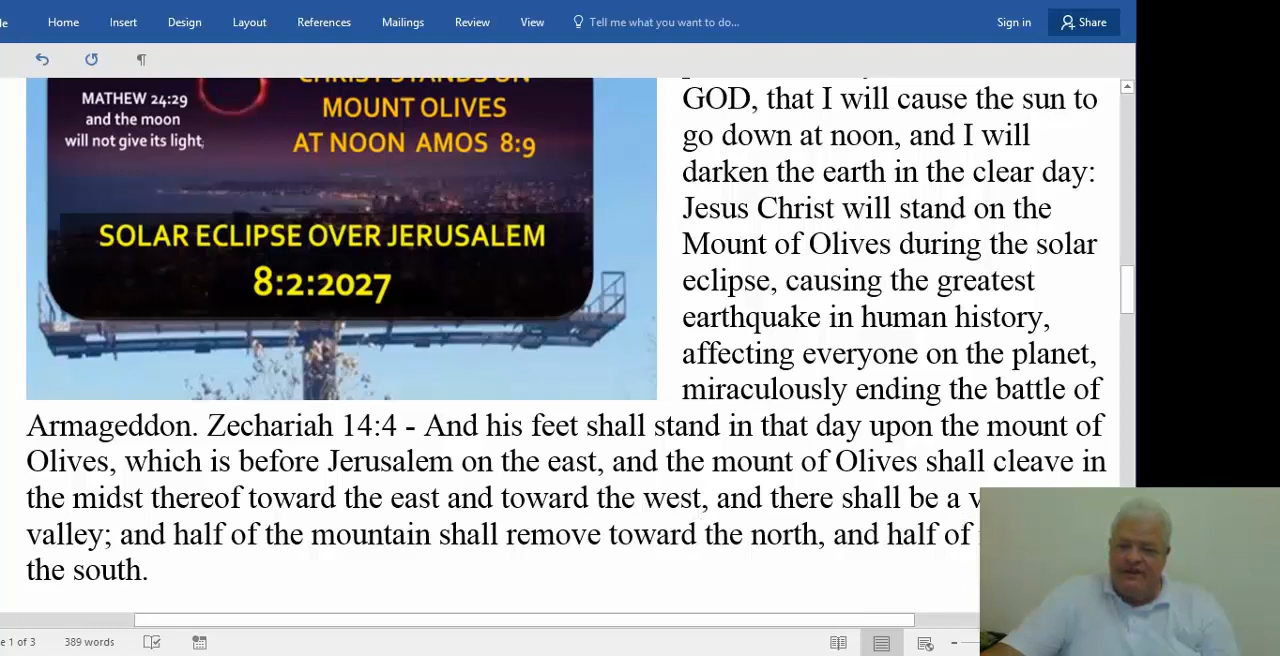 Home Insert Design Layout References Mailings Review View Tell me what you want to do... Sign in Share
CHRIST STANDS ON
MOUNT OLIVES
AT NOON AMOS 8:9
MATHEW 24:29
and the moon
will not give its light,
SOLAR ECLIPSE OVER JERUSALEM
8:2:2027
GOD, that I will cause the sun to
go down at noon, and I will
darken the earth in the clear day:
Jesus Christ will stand on the
Mount of Olives during the solar
eclipse, causing the greatest
earthquake in human history,
affecting everyone on the planet,
miraculously ending the battle of
Armageddon. Zechariah 14:4 - And his feet shall stand in that day upon the mount of
Olives, which is before Jerusalem on the east, and the mount of Olives shall cleave in
the midst thereof toward the east and toward the west, and there shall be a
valley; and half of the mountain shall remove toward the north, and half of
the south.
1 of 3 389 words